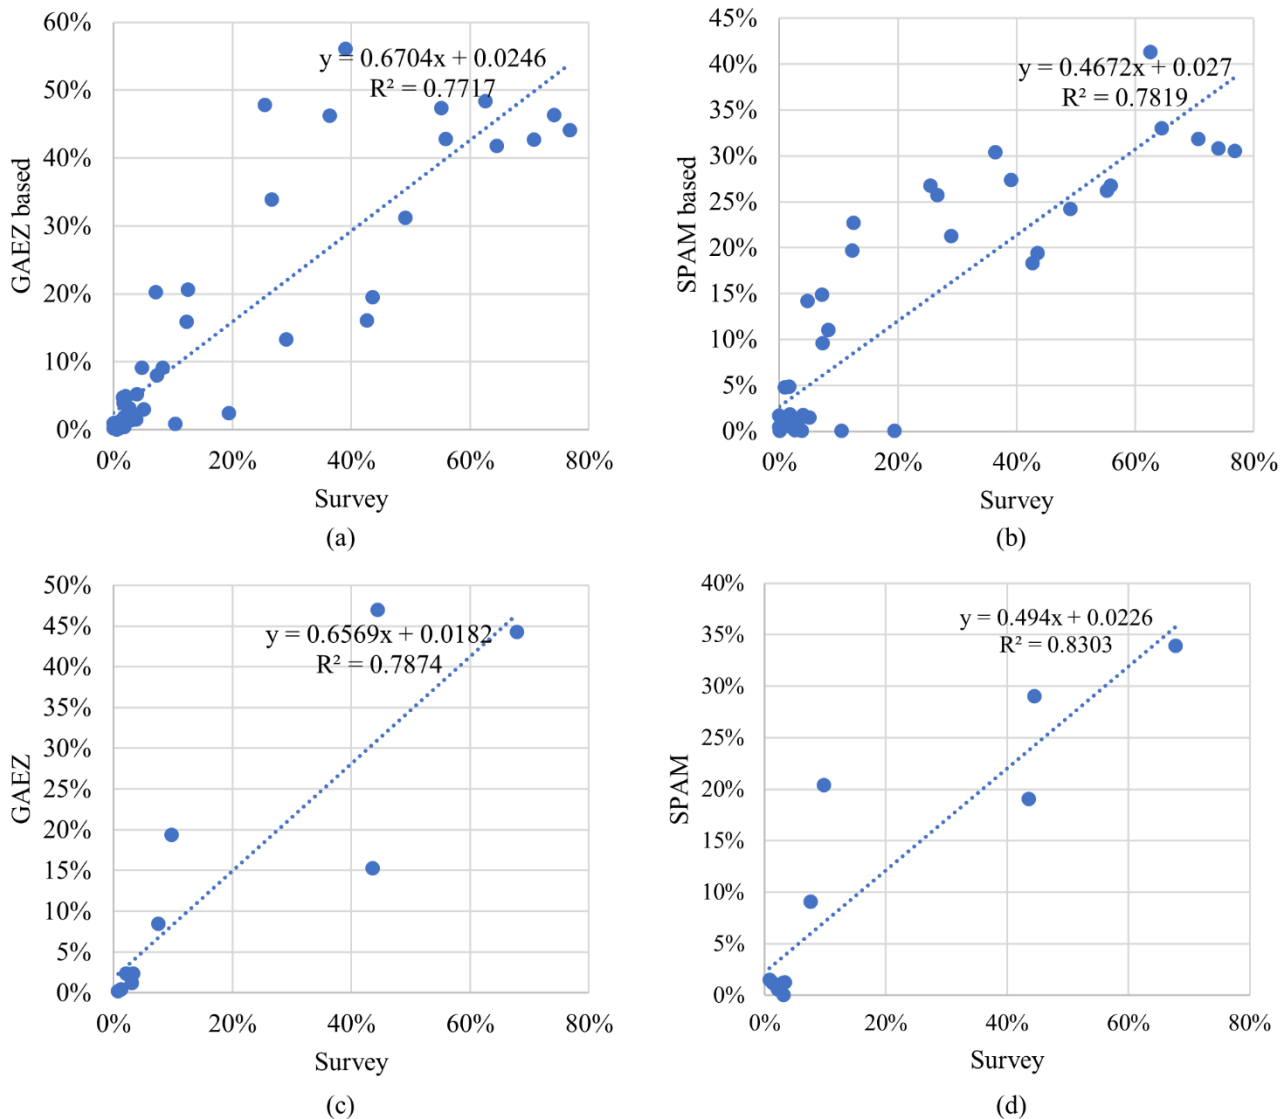 60%
50%
40%
30%
20%
10%
0%
GAEZ based
y = 0.6704x + 0.0246
R² = 0.7717
0% 20% 40% 60% 80%
Survey
(a)
45%
40%
35%
30%
25%
20%
15%
10%
5%
0%
SPAM based
y = 0.4672x + 0.027
R² = 0.7819
0% 20% 40% 60% 80%
Survey
(b)
50%
45%
40%
35%
30%
25%
20%
15%
10%
5%
0%
GAEZ
y = 0.6569x + 0.0182
R² = 0.7874
0% 20% 40% 60% 80%
Survey
(c)
40%
35%
30%
25%
20%
15%
10%
5%
0%
SPAM
y = 0.494x + 0.0226
R² = 0.8303
0% 20% 40% 60% 80%
Survey
(d)